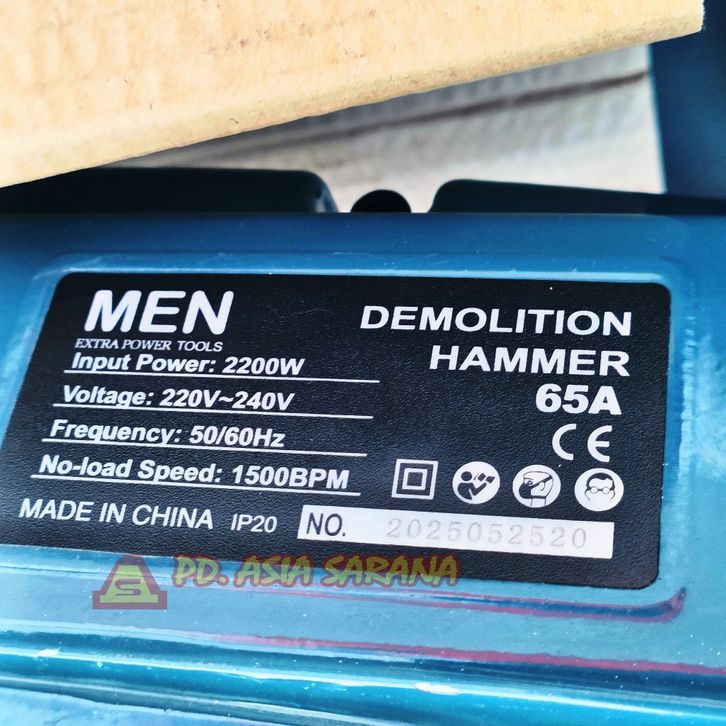 MEN
EXTRA POWER TOOLS
DEMOLITION
HAMMER
65A
Input Power: 2200W
Voltage: 220V~240V
Frequency: 50/60Hz
No-load Speed: 1500BPM
CE
MADE IN CHINA IP20 NO. 2025052520
PD. ASIA SARANA